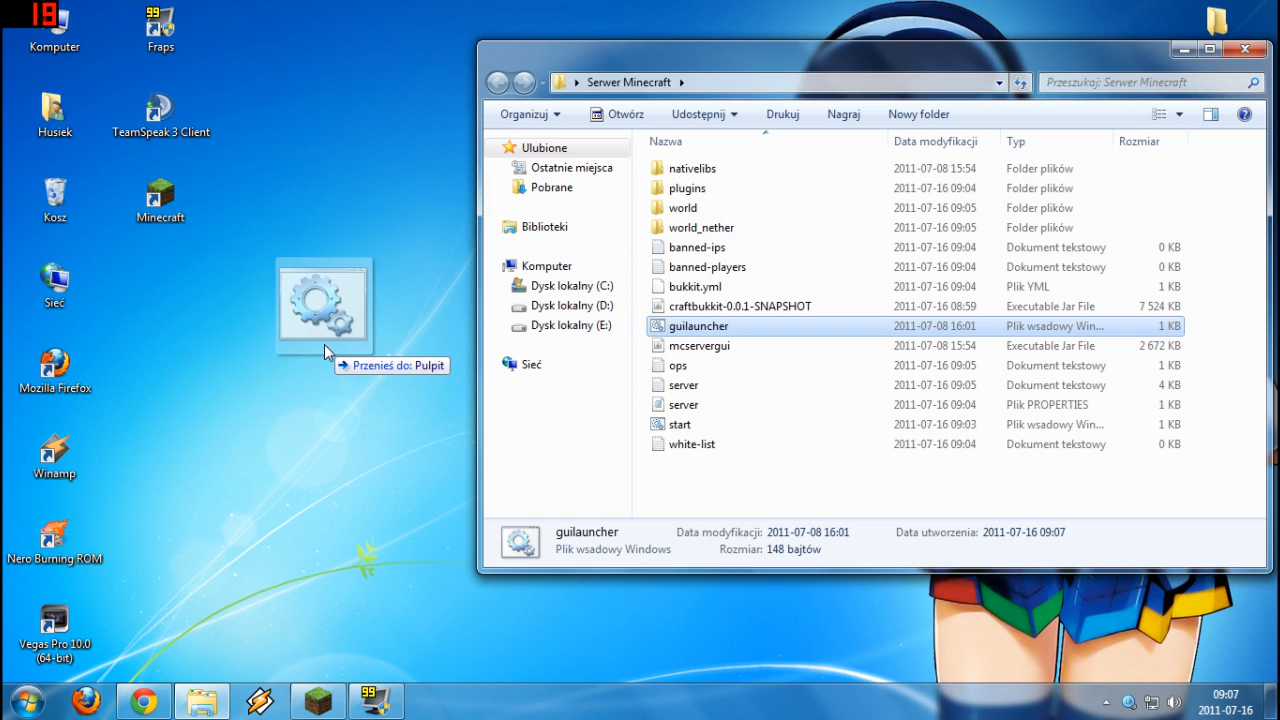 19
Komputer
99
Fraps
Husiek
TeamSpeak 3 Client
Kosz
Minecraft
Sieć
Mozilla Firefox
Winamp
Nero Burning ROM
Vegas Pro 10.0
(64-bit)
Przenieś do: Pulpit
Serwer Minecraft
Przeszukaj: Serwer Minecraft
Organizuj Otwórz Udostępnij Drukuj Nagraj Nowy folder
Ulubione
Ostatnie miejsca
Pobrane
Biblioteki
Komputer
Dysk lokalny (C:)
Dysk lokalny (D:)
Dysk lokalny (E:)
Sieć
Nazwa Data modyfikacji Typ Rozmiar
nativelibs 2011-07-08 15:54 Folder plików
plugins 2011-07-16 09:04 Folder plików
world 2011-07-16 09:05 Folder plików
world_nether 2011-07-16 09:05 Folder plików
banned-ips 2011-07-16 09:04 Dokument tekstowy 0 KB
banned-players 2011-07-16 09:04 Dokument tekstowy 0 KB
bukkit.yml 2011-07-16 09:04 Plik YML 1 KB
craftbukkit-0.0.1-SNAPSHOT 2011-07-16 08:59 Executable Jar File 7 524 KB
guilauncher 2011-07-08 16:01 Plik wsadowy Win... 1 KB
mcservergui 2011-07-08 15:54 Executable Jar File 2 672 KB
ops 2011-07-16 09:05 Dokument tekstowy 0 KB
server 2011-07-16 09:05 Dokument tekstowy 4 KB
server 2011-07-16 09:04 Plik PROPERTIES 1 KB
start 2011-07-16 09:03 Plik wsadowy Win... 1 KB
white-list 2011-07-16 09:04 Dokument tekstowy 0 KB
guilauncher Data modyfikacji: 2011-07-08 16:01 Data utworzenia: 2011-07-16 09:07
Plik wsadowy Windows Rozmiar: 148 bajtów
99
09:07
2011-07-16